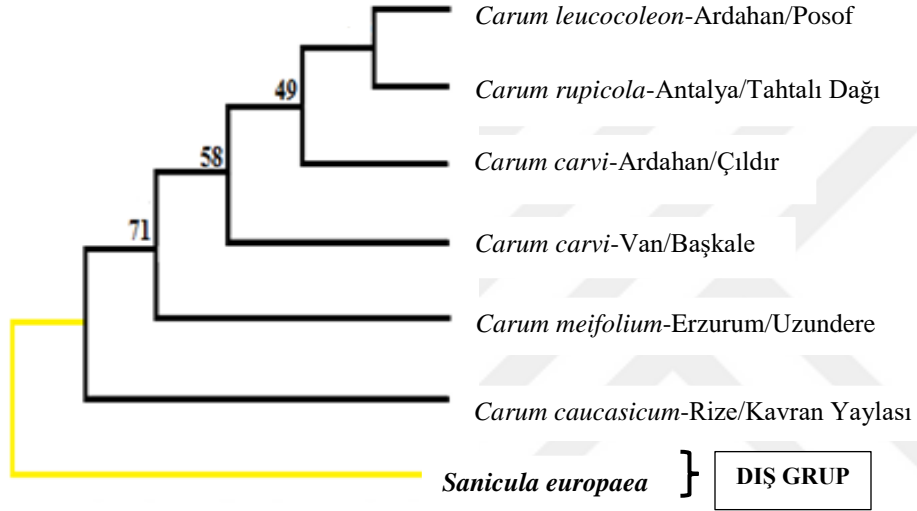 Carum leucocoleon-Ardahan/Posof
Carum rupicola-Antalya/Tahtalı Dağı
49
Carum carvi-Ardahan/Çıldır
58
Carum carvi-Van/Başkale
71
Carum meifolium-Erzurum/Uzundere
Carum caucasicum-Rize/Kavran Yaylası
Sanicula europaea } DIŞ GRUP